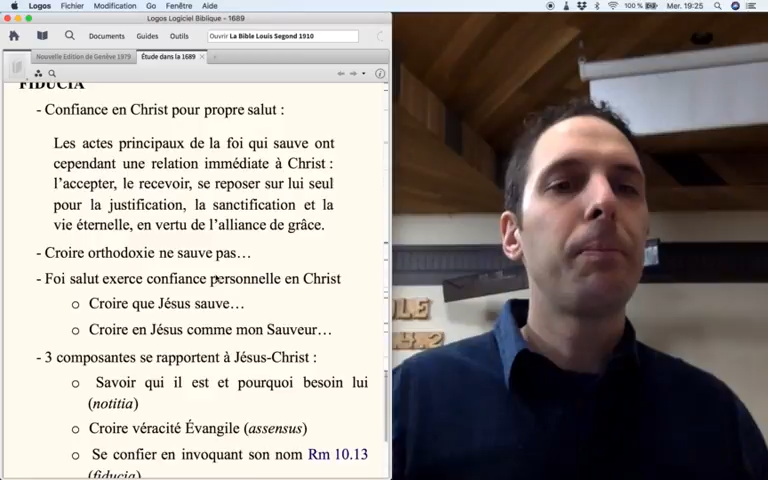 Logos Fichier Modification Fenêtre Aide 100 % Mer. 19:25
Logos Logiciel Biblique - 1689
Documents Guides Outils Ouvrir La Bible Louis Segond 1910
Nouvelle Edition de Genève 1979 Étude dans la 1689
FIDUCIA
- Confiance en Christ pour propre salut :
Les actes principaux de la foi qui sauve ont
cependant une relation immédiate à Christ :
l'accepter, le recevoir, se reposer sur lui seul
pour la justification, la sanctification et la
vie éternelle, en vertu de l'alliance de grâce.
- Croire orthodoxie ne sauve pas…
- Foi salut exerce confiance personnelle en Christ
o Croire que Jésus sauve…
o Croire en Jésus comme mon Sauveur…
- 3 composantes se rapportent à Jésus-Christ :
o Savoir qui il est et pourquoi besoin lui
(notitia)
o Croire véracité Évangile (assensus)
o Se confier en invoquant son nom Rm 10.13
(fiducia)